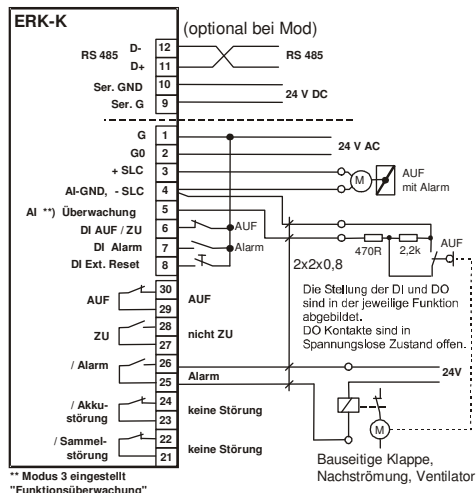 ERK-K
(optional bei Mod)
RS 485 D- 12
D+ 11
RS 485
Ser. GND 10
24 V DC
Ser. G 9
G 1
24 V AC
G0 2
+ SLC 3
M
AUF
mit Alarm
AI-GND, - SLC 4
AI **) Überwachung 5
DI AUF / ZU 6
AUF
DI Alarm 7
Alarm
DI Ext. Reset 8
2x2x0,8
470R
2,2k
AUF
Die Stellung der DI und DO
sind in der jeweilige Funktion
abgebildet.
DO Kontakte sind in
Spannungslose Zustand offen.
AUF
30
29
AUF
ZU
28
27
nicht ZU
/ Alarm
26
25
Alarm
24V
/ Akku-
störung
24
23
keine Störung
M
/ Sammel-
störung
22
21
keine Störung
Bauseitige Klappe,
Nachströmung, Ventilator
** Modus 3 eingestellt
"Funktionsüberwachung"